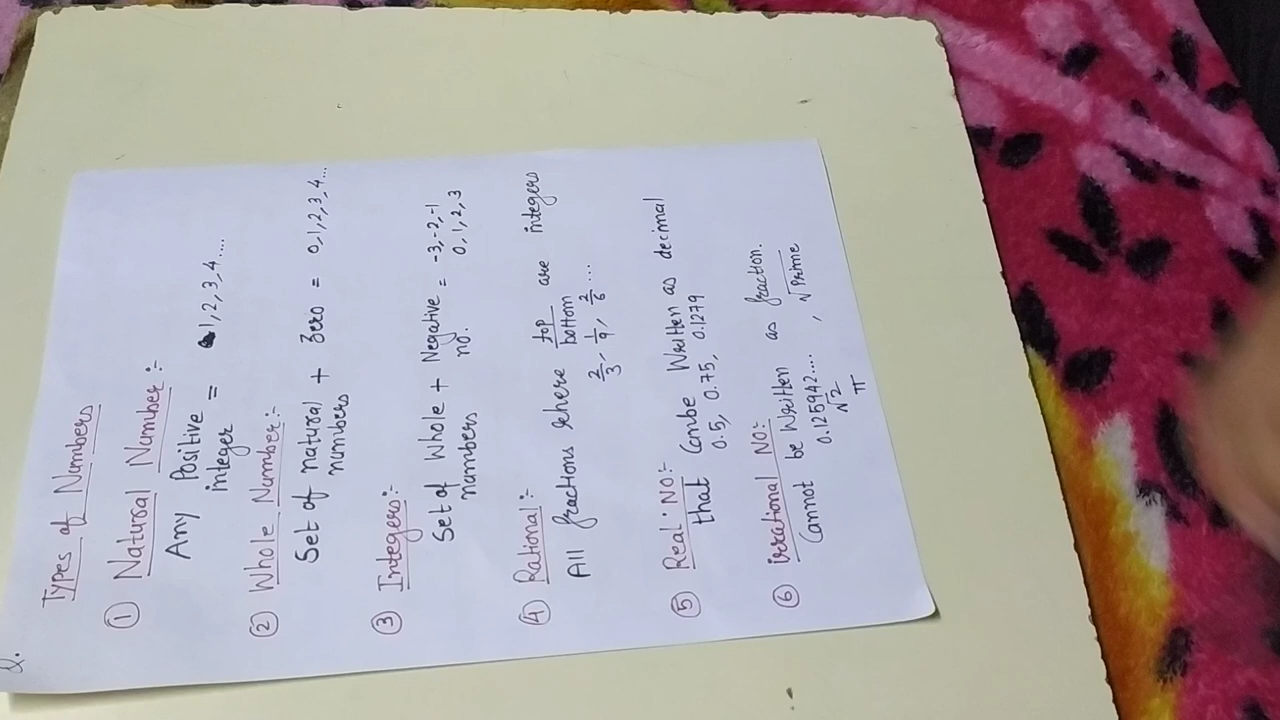 Types of Numbers
① Natural Number :-
Any Positive integer = 1, 2, 3, 4 ....
② Whole Number:-
Set of natural numbers + Zero = 0, 1, 2, 3, 4...
③ Integers:-
Set of Whole numbers + Negative no. = -3, -2, -1
0, 1, 2, 3
④ Rational:-
All fractions where top/bottom are integers
2/3, 1/9, 2/6 ...
⑤ Real NO:-
that Canbe Written as decimal
0.5, 0.75, 0.1279
⑥ irrational NO:-
Cannot be Written as fraction.
0.125942...., √Prime
√2
π